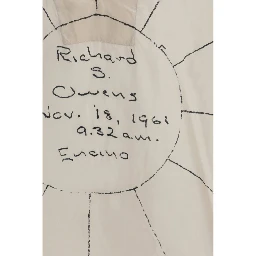 Richard
S.
Owens
Nov. 18, 1961
9.32 a.m.
Encino